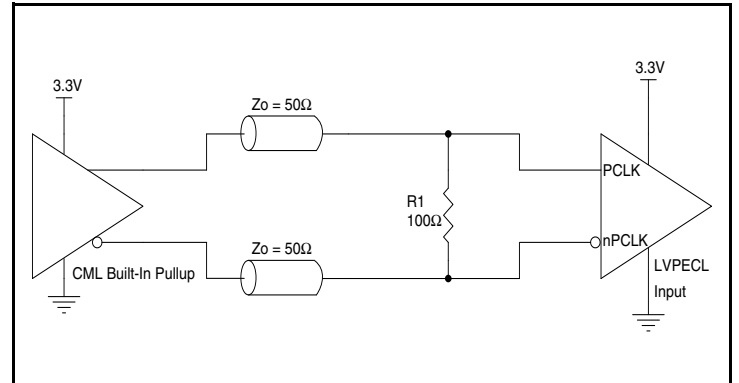 3.3V
3.3V
Zo = 50Ω
PCLK
R1
100Ω
Zo = 50Ω
nPCLK
CML Built-In Pullup
LVPECL
Input